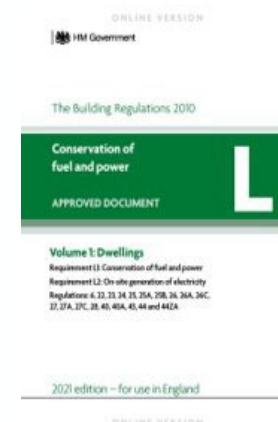 ONLINE VERSION
HM Government
The Building Regulations 2010
Conservation of
fuel and power
L
APPROVED DOCUMENT
Volume 1: Dwellings
Requirement L1: Conservation of fuel and power
Requirement L2: On-site generation of electricity
Regulations: 6, 22, 23, 24, 25, 25A, 25B, 26, 26A, 26C,
27, 27A, 27C, 28, 40, 40A, 43, 44 and 44ZA
2021 edition – for use in England
ONLINE VERSION